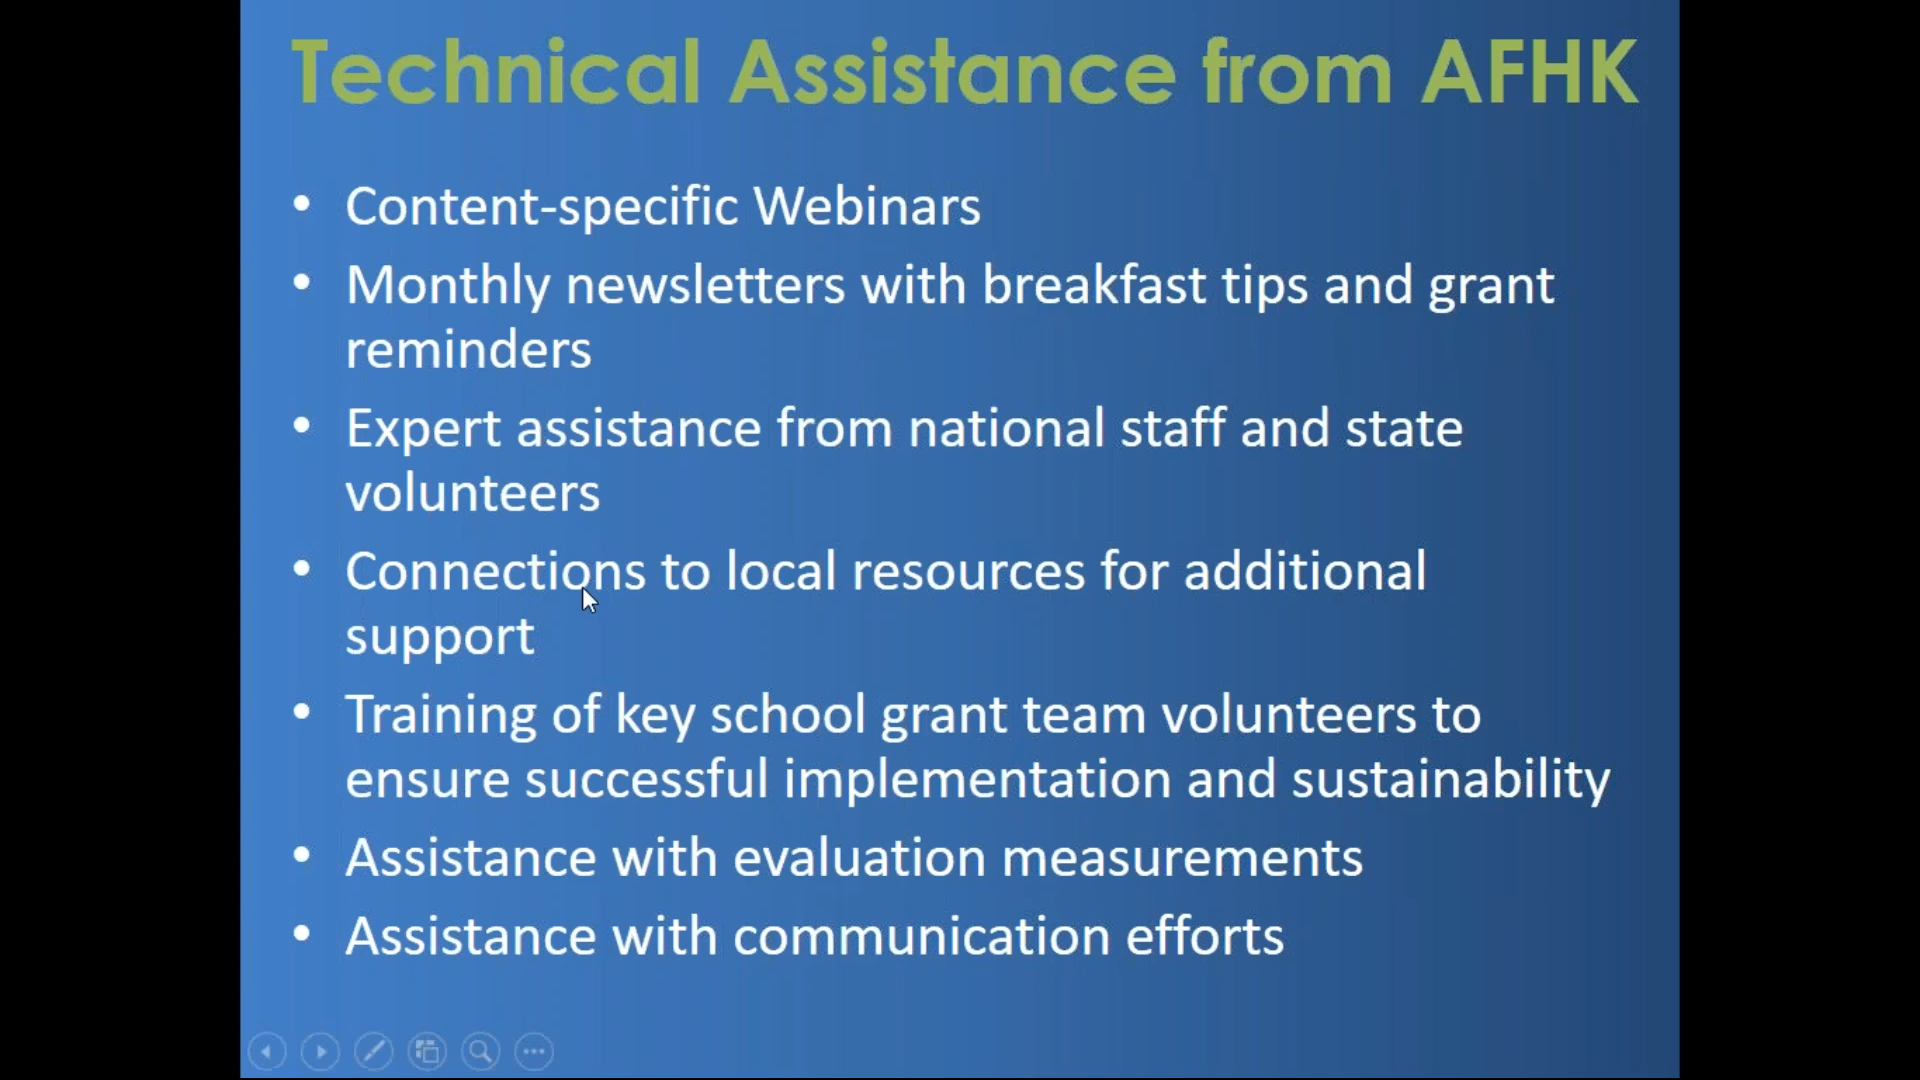 Technical Assistance from AFHK
• Content-specific Webinars
• Monthly newsletters with breakfast tips and grant
reminders
• Expert assistance from national staff and state
volunteers
• Connections to local resources for additional
support
• Training of key school grant team volunteers to
ensure successful implementation and sustainability
• Assistance with evaluation measurements
• Assistance with communication efforts